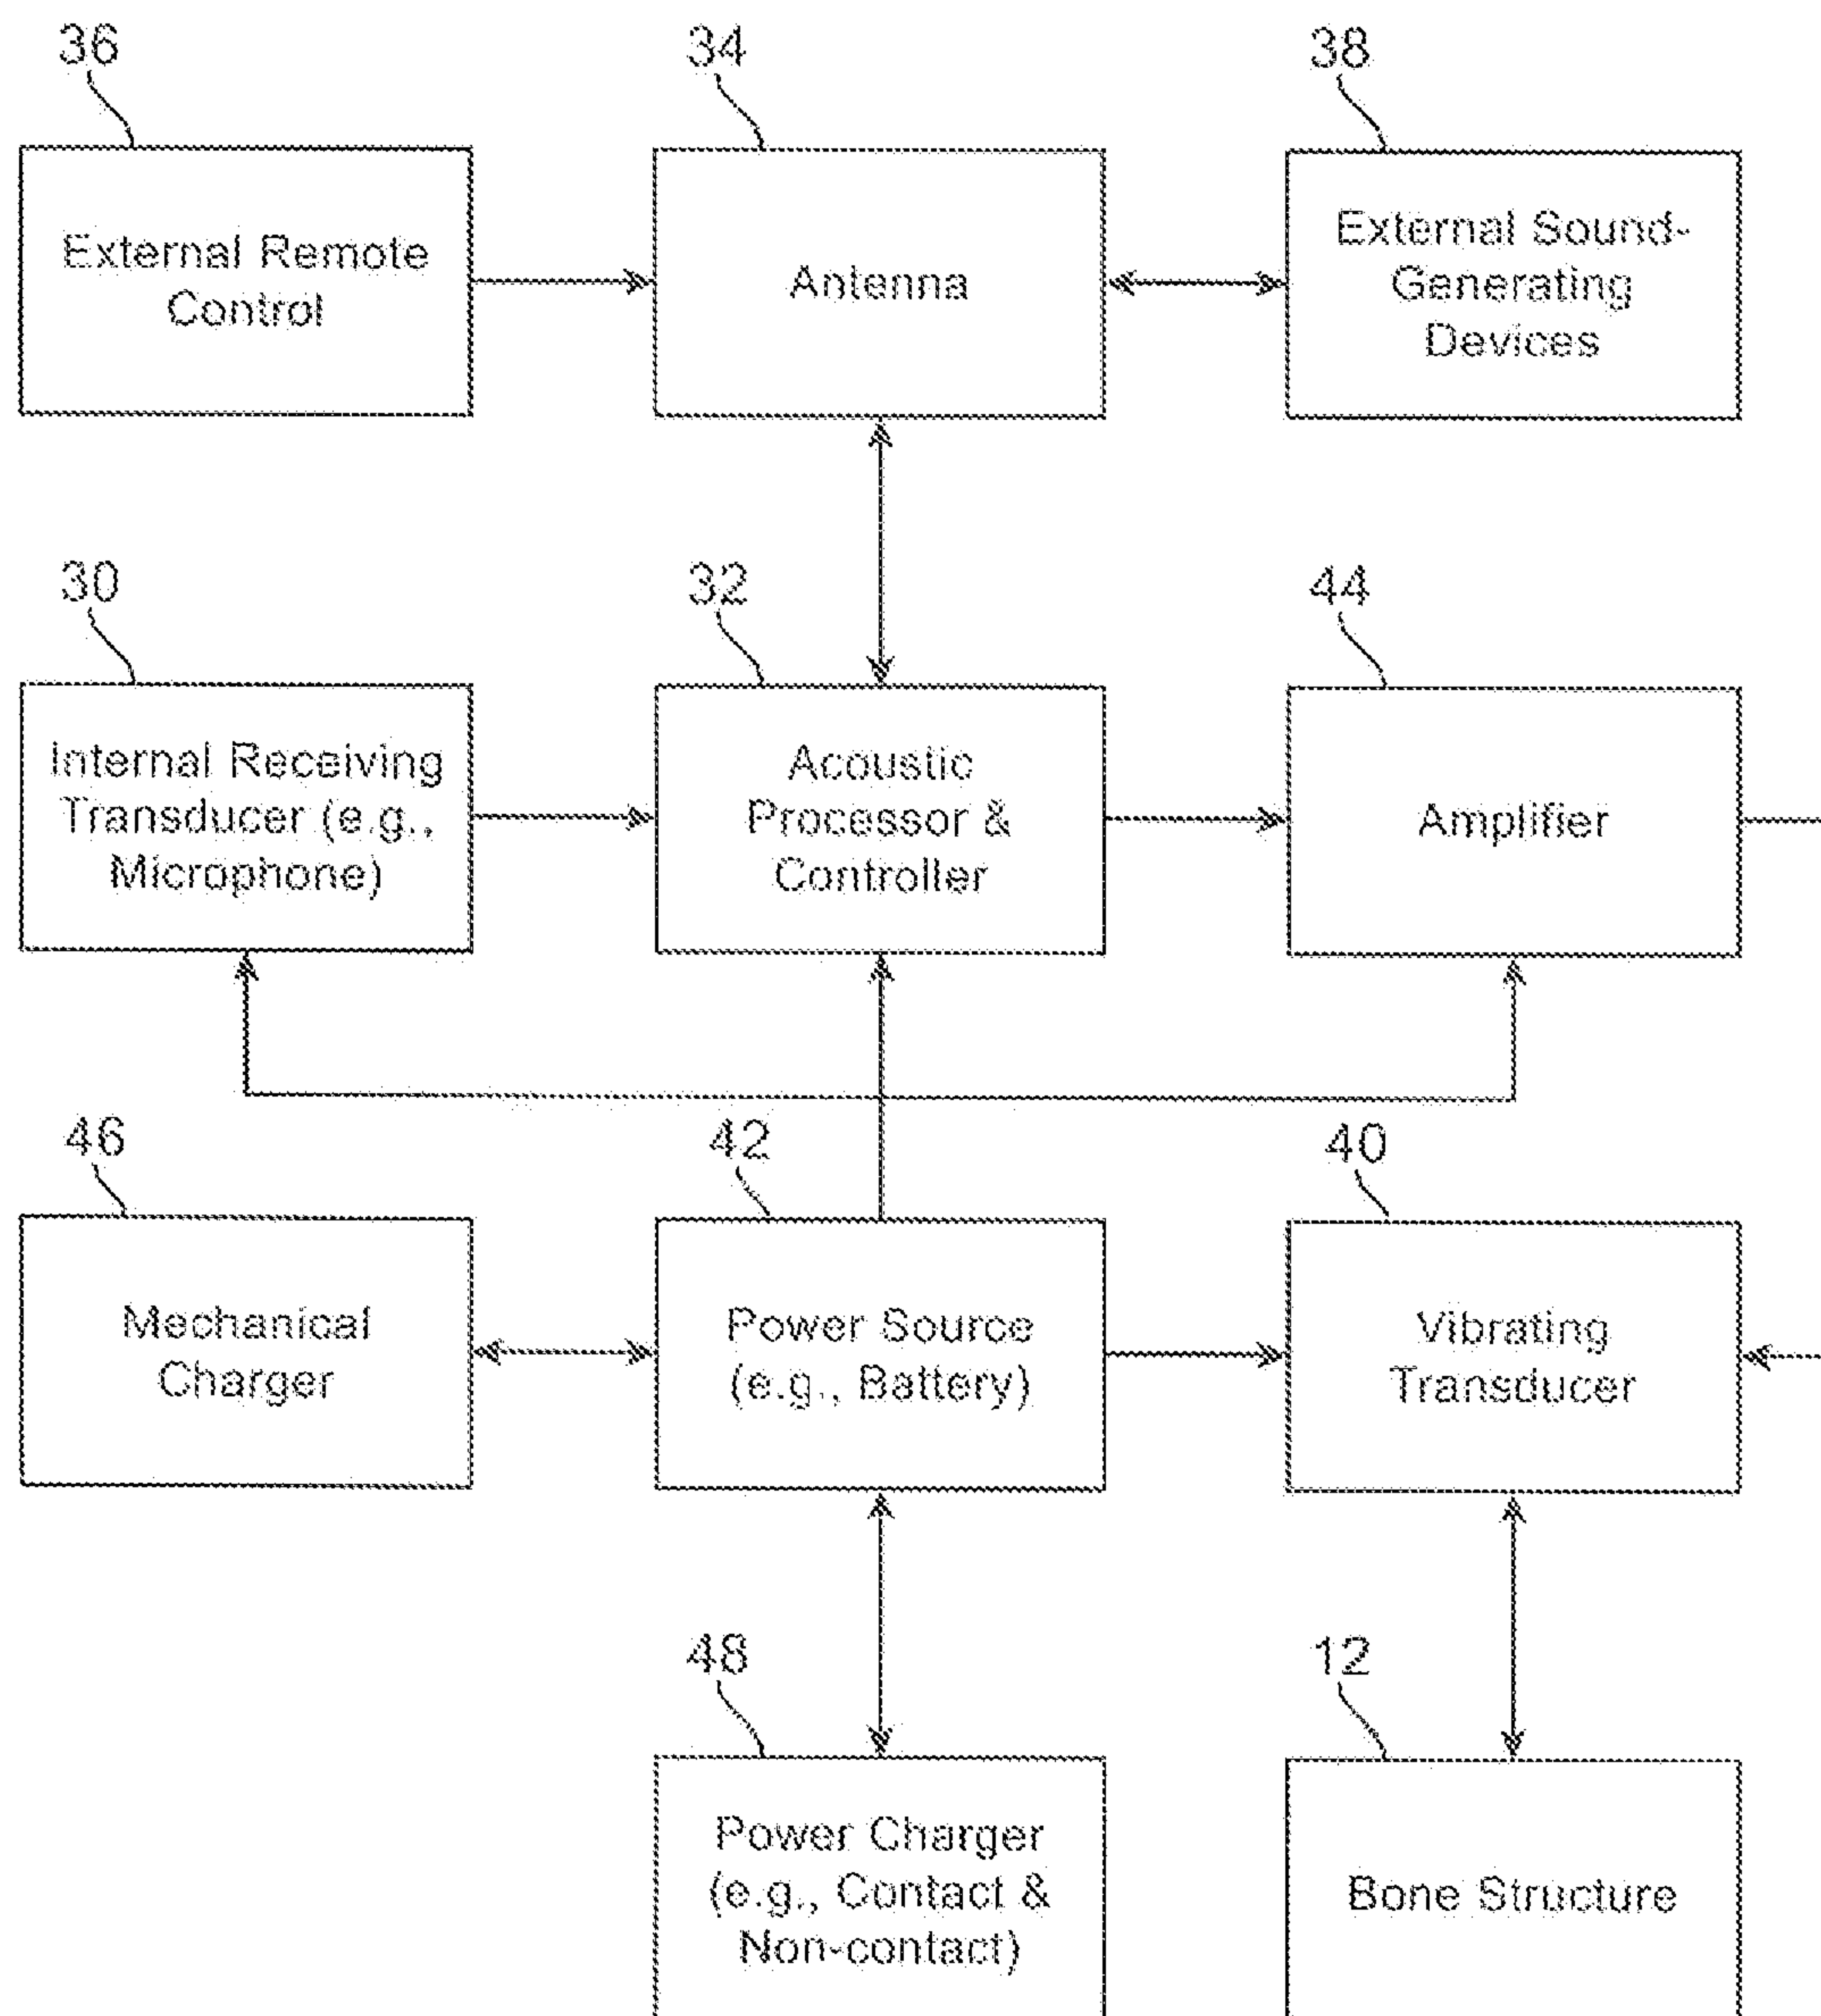 36
34
38
External Remote
Control
Antenna
External Sound-
Generating
Devices
30
32
44
Internal Receiving
Transducer (e.g.,
Microphone)
Acoustic
Processor &
Controller
Amplifier
46
42
40
Mechanical
Charger
Power Source
(e.g., Battery)
Vibrating
Transducer
48
12
Power Charger
(e.g., Contact &
Non-contact)
Bone Structure